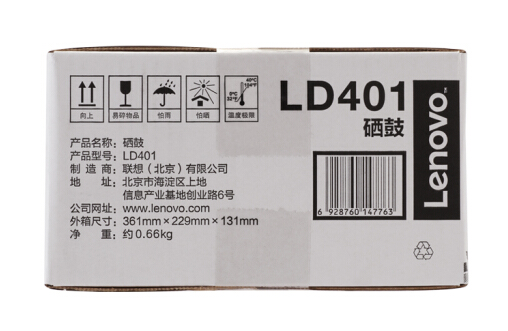 向上
易碎物品
怕雨
怕晒
0℃
32℉
40℃
104℉
温度极限
LD401
硒鼓
Lenovo
产品名称：硒鼓
产品型号：LD401
制造商：联想（北京）有限公司
地址：北京市海淀区上地
信息产业基地创业路6号
公司网址：www.lenovo.com
外箱尺寸：361mm×229mm×131mm
净重：约0.66kg
6 928760 147763